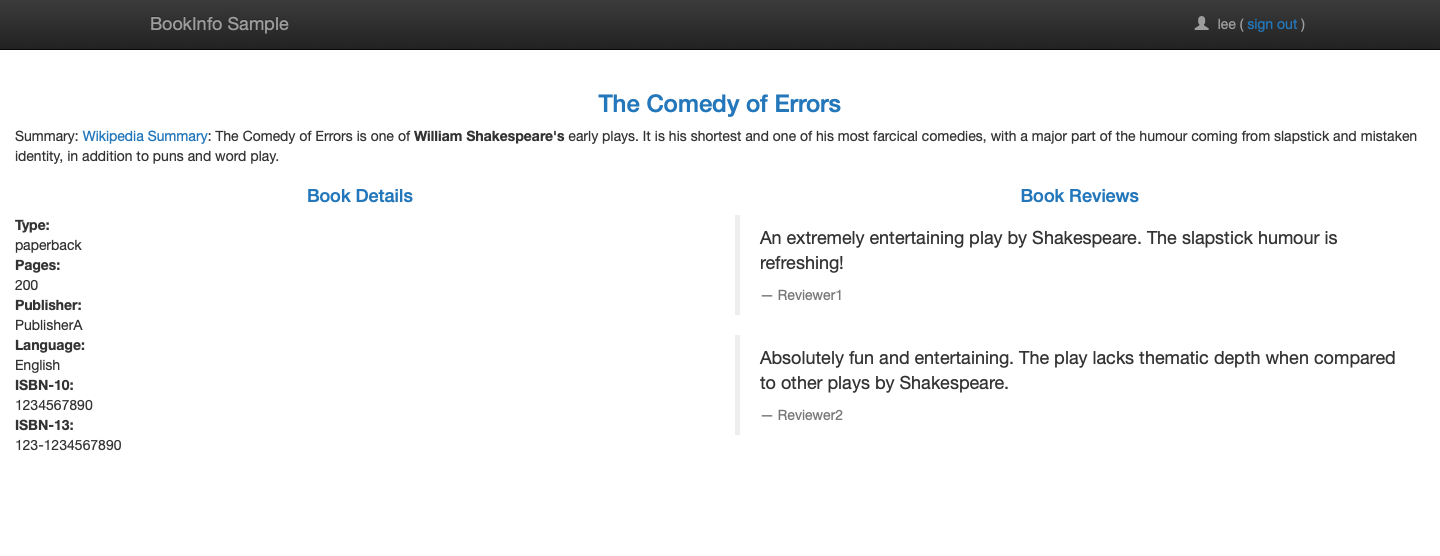 BookInfo Sample
lee ( sign out )
The Comedy of Errors
Summary: Wikipedia Summary: The Comedy of Errors is one of William Shakespeare's early plays. It is his shortest and one of his most farcical comedies, with a major part of the humour coming from slapstick and mistaken
identity, in addition to puns and word play.
Book Details
Type:
paperback
Pages:
200
Publisher:
PublisherA
Language:
English
ISBN-10:
1234567890
ISBN-13:
123-1234567890
Book Reviews
An extremely entertaining play by Shakespeare. The slapstick humour is
refreshing!
— Reviewer1
Absolutely fun and entertaining. The play lacks thematic depth when compared
to other plays by Shakespeare.
— Reviewer2